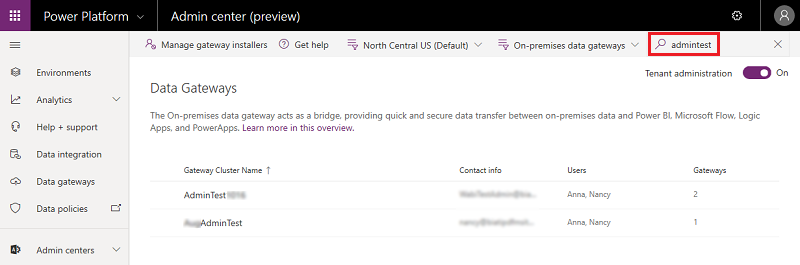 Power Platform Admin center (preview)
Manage gateway installers Get help North Central US (Default) On-premises data gateways admintest
Tenant administration On
Environments
Analytics
Help + support
Data integration
Data gateways
Data policies
Admin centers
Data Gateways
The On-premises data gateway acts as a bridge, providing quick and secure data transfer between on-premises data and Power BI, Microsoft Flow, Logic
Apps, and PowerApps. Learn more in this overview.
Gateway Cluster Name ↑ Contact info Users Gateways
AdminTest Anna, Nancy 2
AdminTest Anna, Nancy 1